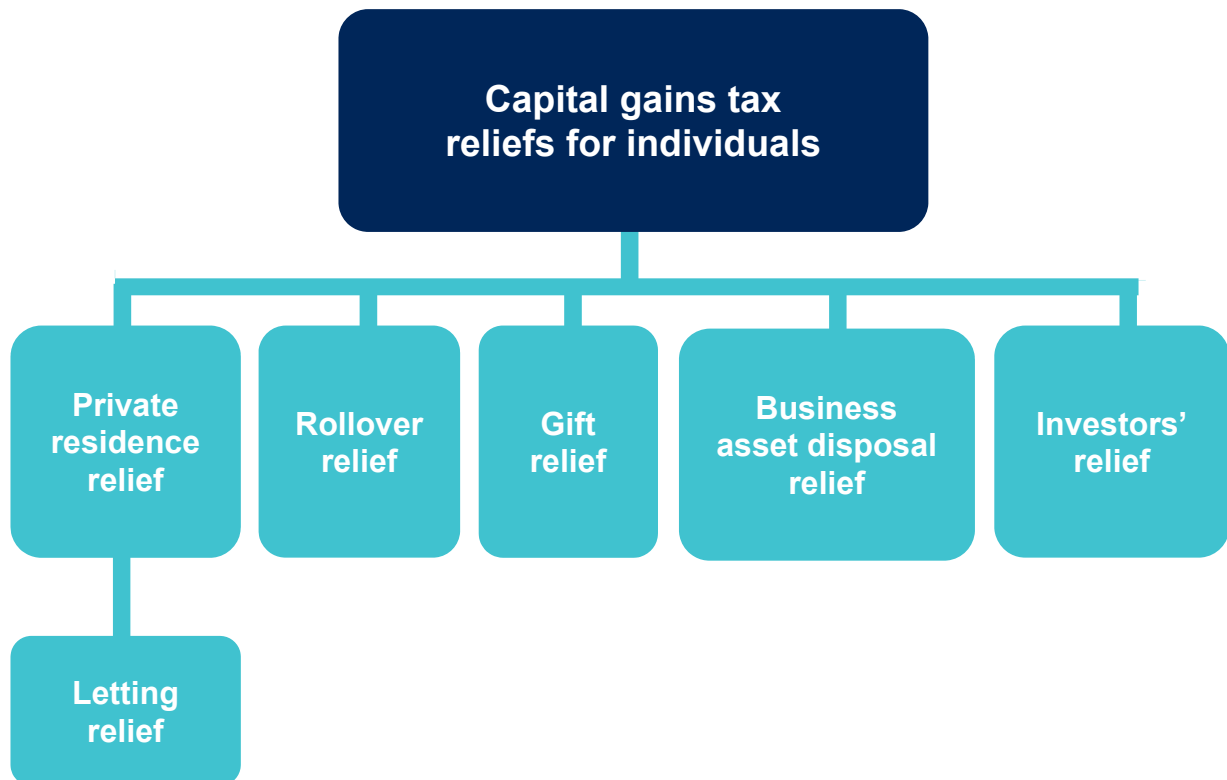 Capital gains tax
reliefs for individuals
Private
residence
relief
Rollover
relief
Gift
relief
Business
asset disposal
relief
Investors’
relief
Letting
relief